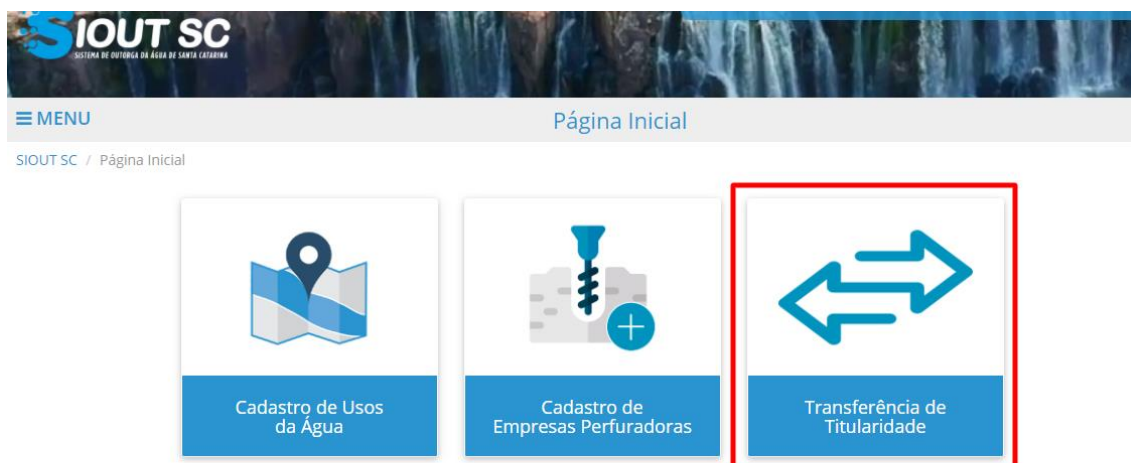 SIOUT SC
SISTEMA DE OUTORGA DA ÁGUA DE SANTA CATARINA
MENU
Página Inicial
SIOUT SC / Página Inicial
Cadastro de Usos
da Água
Cadastro de
Empresas Perfuradoras
Transferência de
Titularidade